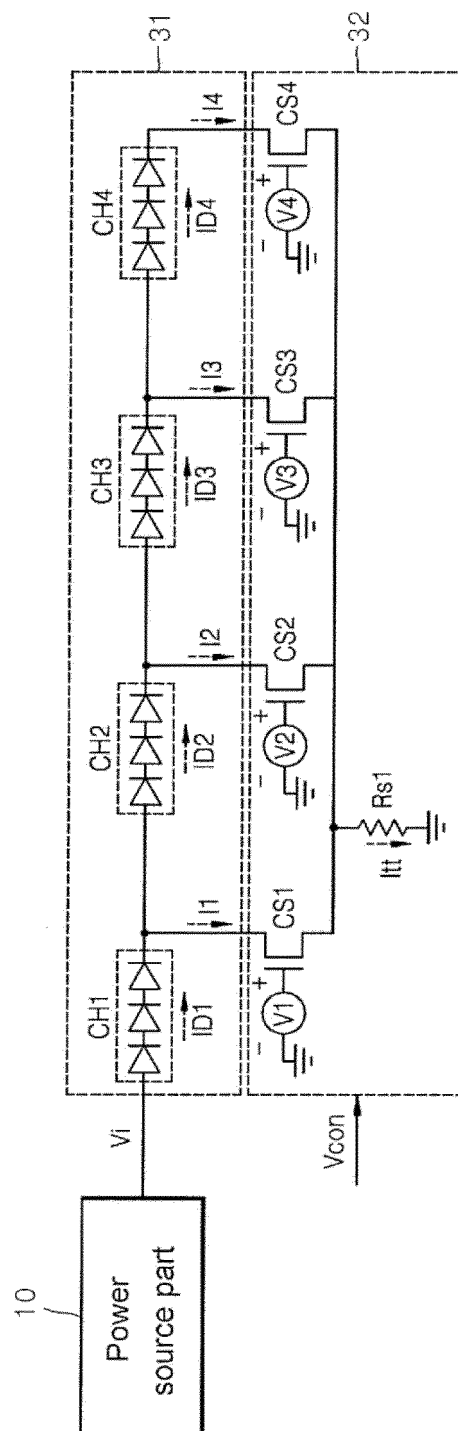 10
Power
source part
Vi
31
CH1
CH2
CH3
CH4
ID1
ID2
ID3
ID4
I1
I2
I3
I4
32
Vcon
CS1
CS2
CS3
CS4
+
-
V1
+
-
V2
+
-
V3
+
-
V4
Itt
Rs1